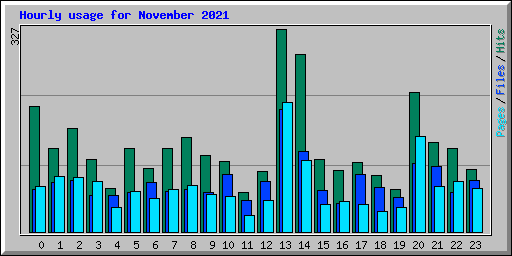 Hourly usage for November 2021
327
Pages / Files / Hits
0 1 2 3 4 5 6 7 8 9 10 11 12 13 14 15 16 17 18 19 20 21 22 23